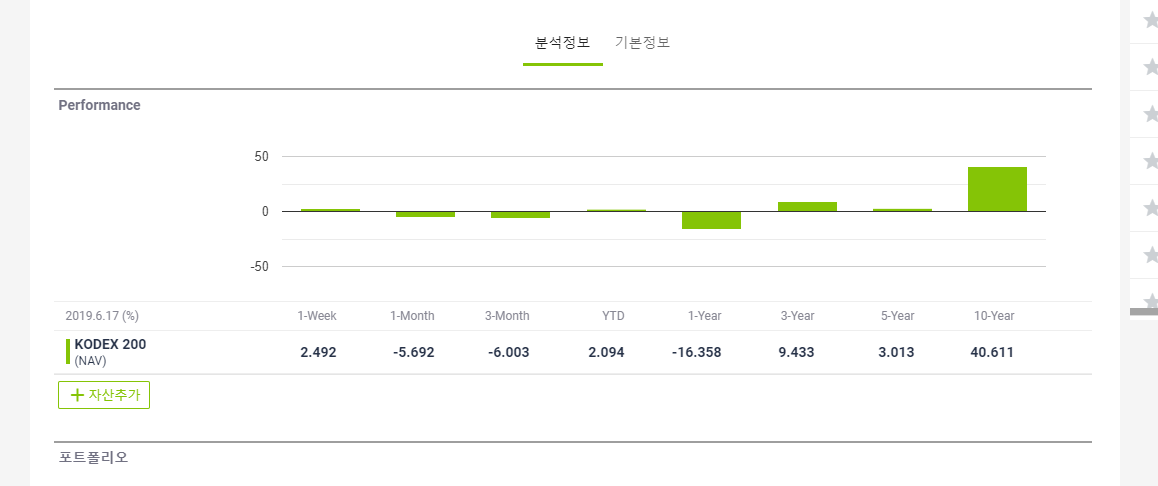 분석정보 기본정보
Performance
50
0
-50
2019.6.17 (%) 1-Week 1-Month 3-Month YTD 1-Year 3-Year 5-Year 10-Year
KODEX 200
(NAV) 2.492 -5.692 -6.003 2.094 -16.358 9.433 3.013 40.611
+ 자산추가
포트폴리오